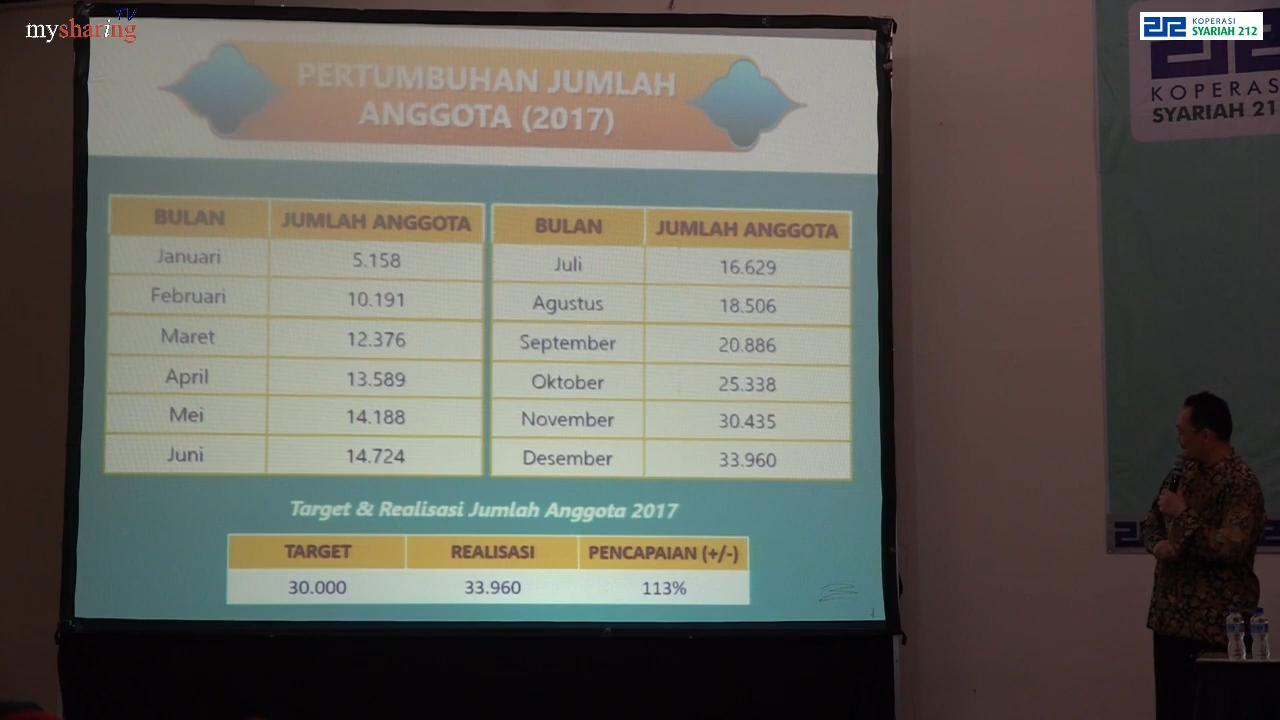 mysharing TV
KOPERASI
SYARIAH 212
KOPERAS
SYARIAH 21
PERTUMBUHAN JUMLAH
ANGGOTA (2017)
BULAN JUMLAH ANGGOTA
Januari 5.158
Februari 10.191
Maret 12.376
April 13.589
Mei 14.188
Juni 14.724
BULAN JUMLAH ANGGOTA
Juli 16.629
Agustus 18.506
September 20.886
Oktober 25.338
November 30.435
Desember 33.960
Target & Realisasi Jumlah Anggota 2017
TARGET REALISASI PENCAPAIAN (+/-)
30.000 33.960 113%